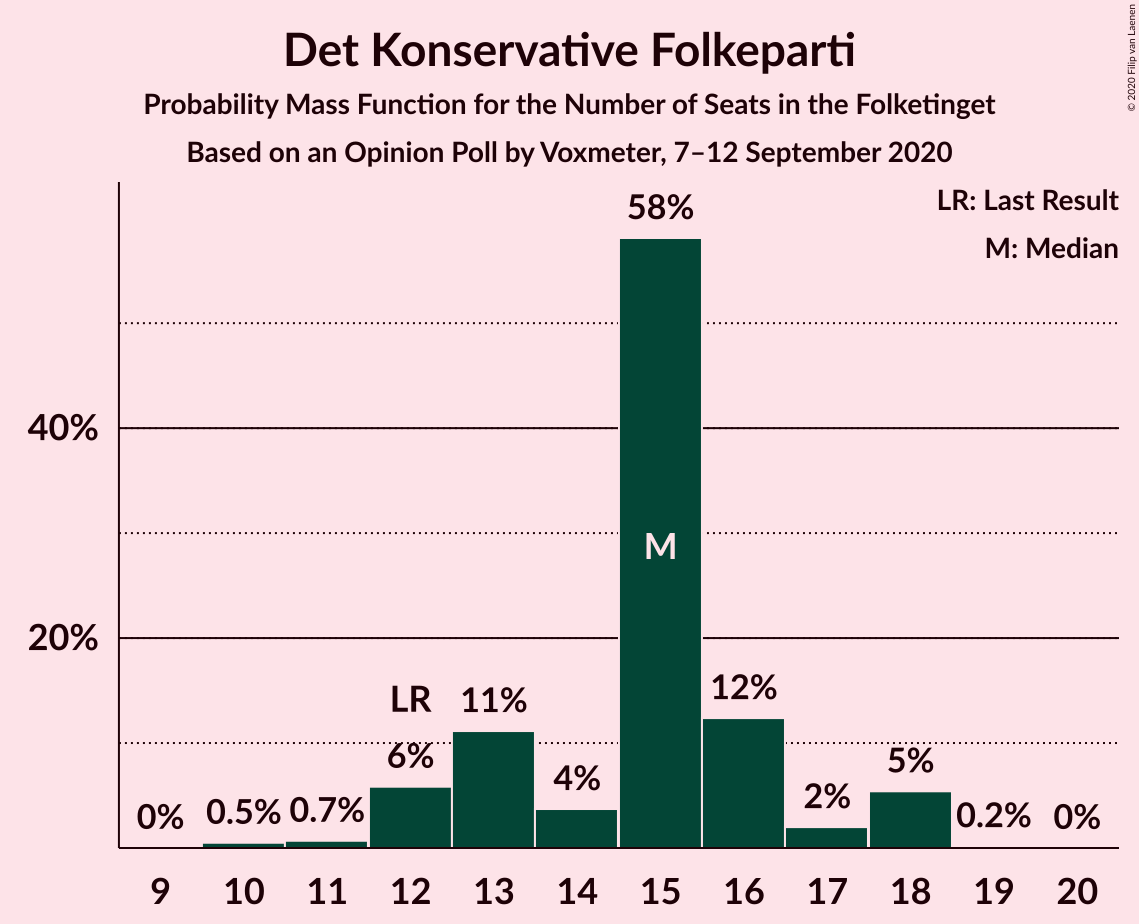 Det Konservative Folkeparti
Probability Mass Function for the Number of Seats in the Folketinget
Based on an Opinion Poll by Voxmeter, 7–12 September 2020
© 2020 Filip van Laenen
LR: Last Result
M: Median
58%
40%
M
20%
LR
11%
12%
6%
5%
4%
2%
0%
0.5%
0.7%
0.2%
0%
9 10 11 12 13 14 15 16 17 18 19 20